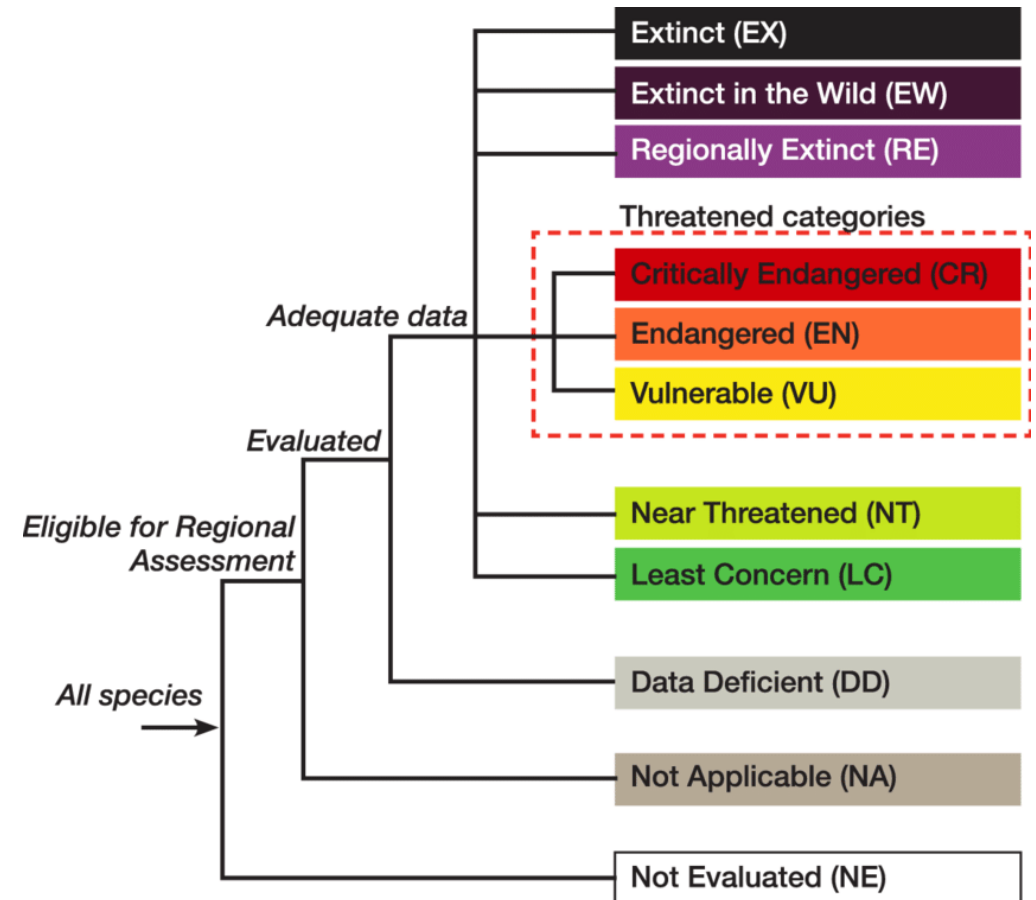 Extinct (EX)
Extinct in the Wild (EW)
Regionally Extinct (RE)
Threatened categories
Critically Endangered (CR)
Adequate data
Endangered (EN)
Vulnerable (VU)
Evaluated
Near Threatened (NT)
Eligible for Regional
Assessment
Least Concern (LC)
Data Deficient (DD)
All species
Not Applicable (NA)
Not Evaluated (NE)